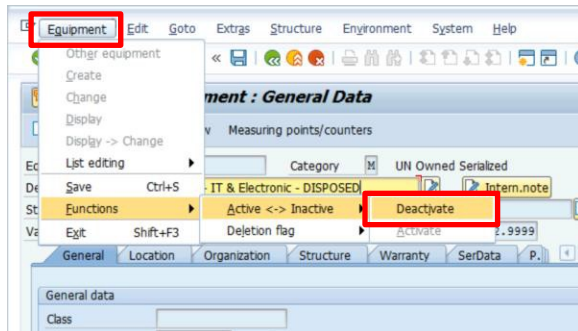 Equipment Edit Goto Extras Structure Environment System Help
Other equipment
Create
Change
ment : General Data
Display
Display -> Change
Measuring points/counters
List editing
Category M UN Owned Serialized
Save Ctrl+S
- IT & Electronic - DISPOSED Intern.note
Functions
Active <-> Inactive
Deactivate
Exit Shift+F3
Deletion flag
Activate
.9999
General Location Organization Structure Warranty SerData P.
General data
Class